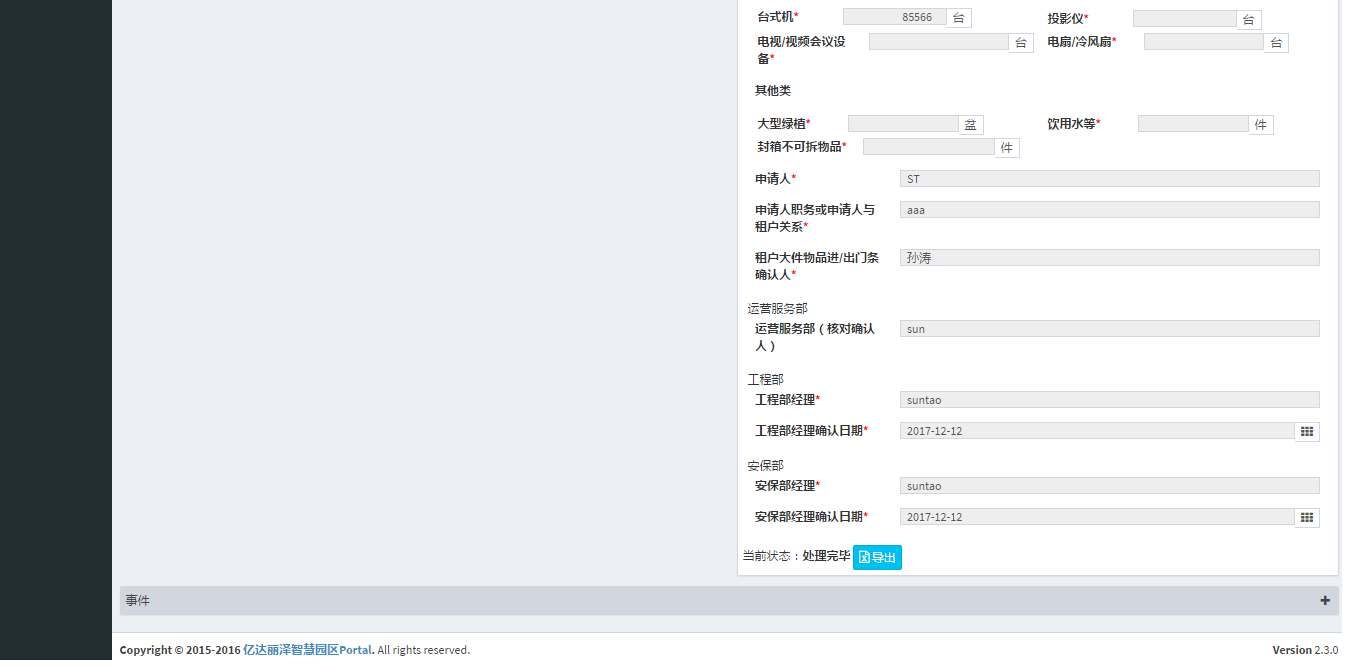 台式机* 85566 台 投影仪* 台
电视/视频会议设备* 台 电扇/冷风扇* 台
其他类
大型绿植* 盆 饮用水等* 件
封箱不可拆物品* 件
申请人* ST
申请人职务或申请人与 aaa
租户关系*
租户大件物品进/出门条 孙涛
确认人*
运营服务部
运营服务部（核对确认 sun
人）
工程部
工程部经理* suntao
工程部经理确认日期* 2017-12-12
安保部
安保部经理* suntao
安保部经理确认日期* 2017-12-12
当前状态：处理完毕 导出
事件
Copyright © 2015-2016 亿达丽泽智慧园区Portal. All rights reserved. Version 2.3.0